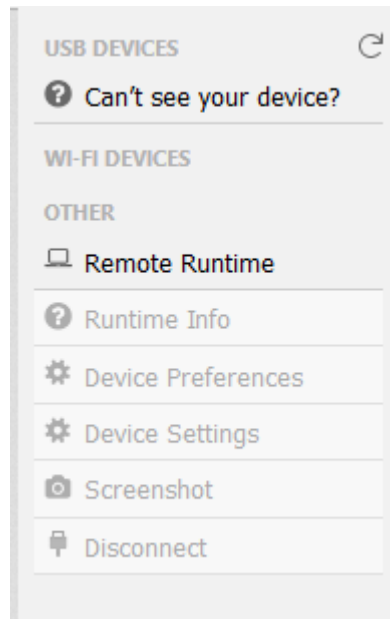 USB DEVICES
Can't see your device?
WI-FI DEVICES
OTHER
Remote Runtime
Runtime Info
Device Preferences
Device Settings
Screenshot
Disconnect